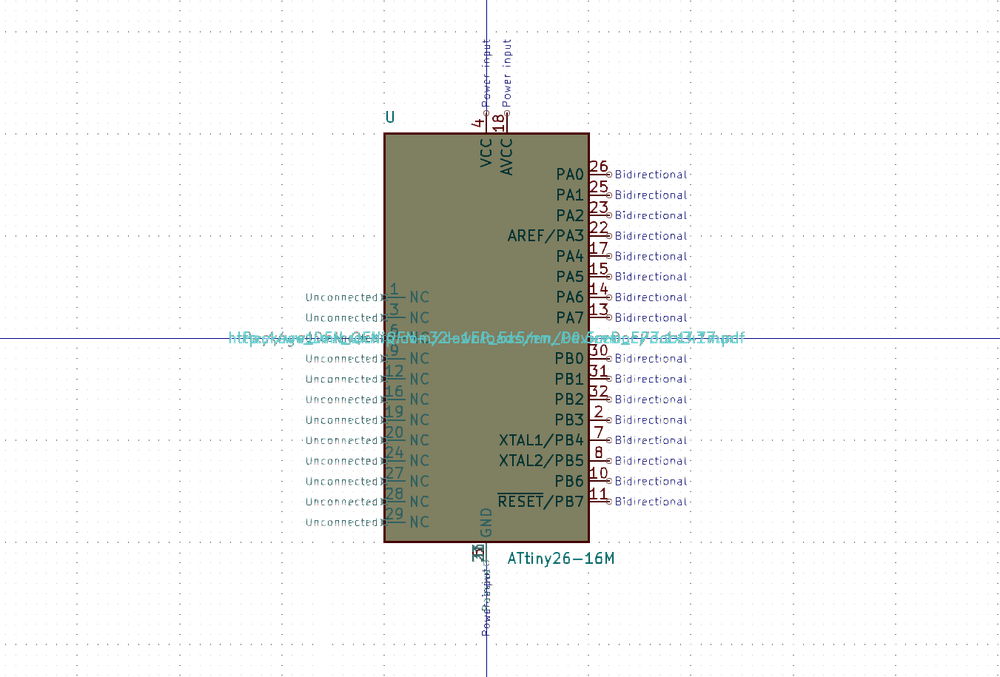 Power input
Power input
U
4
18
VCC
AVCC
PA0 26 Bidirectional
PA1 25 Bidirectional
PA2 23 Bidirectional
AREF/PA3 22 Bidirectional
PA4 17 Bidirectional
PA5 15 Bidirectional
Unconnected 1 NC PA6 14 Bidirectional
Unconnected 3 NC PA7 13 Bidirectional
Unconnected 9 NC PB0 30 Bidirectional
Unconnected 12 NC PB1 31 Bidirectional
Unconnected 16 NC PB2 32 Bidirectional
Unconnected 19 NC PB3 2 Bidirectional
Unconnected 20 NC XTAL1/PB4 7 Bidirectional
Unconnected 24 NC XTAL2/PB5 8 Bidirectional
Unconnected 27 NC PB6 10 Bidirectional
Unconnected 28 NC RESET/PB7 11 Bidirectional
Unconnected 29 NC
GND
ATtiny26-16M
Power input